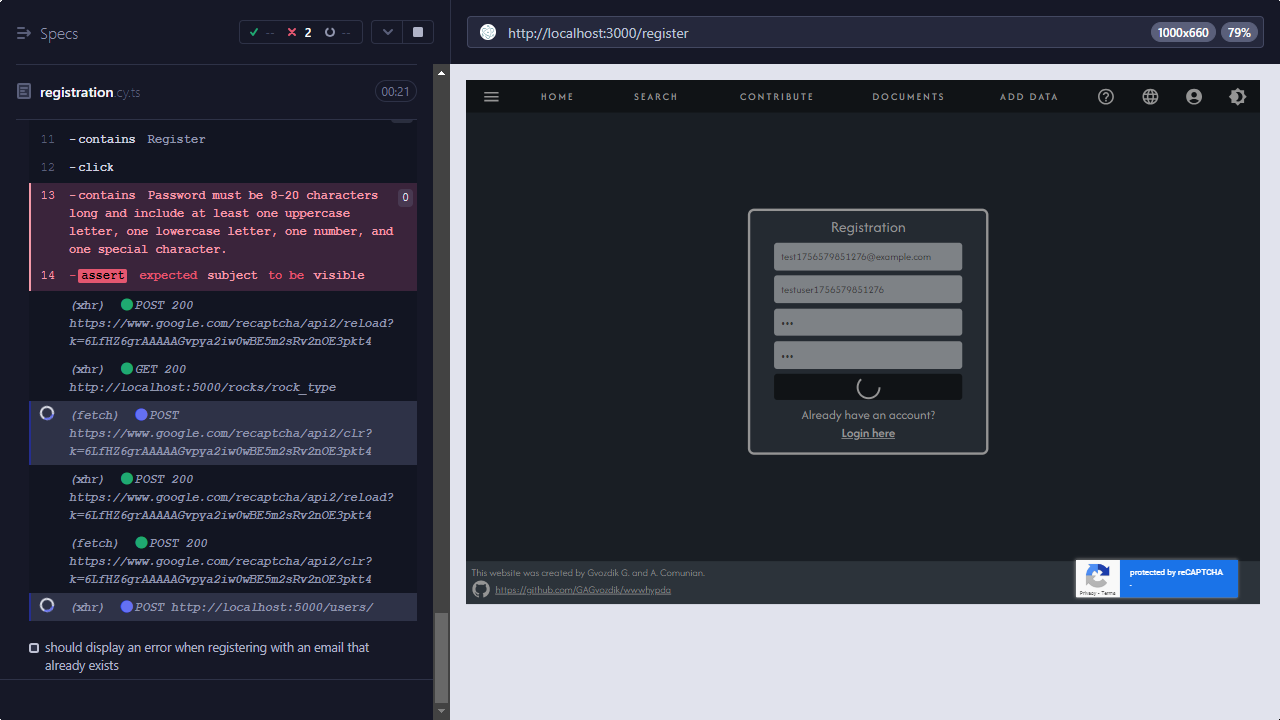 Specs
-- 2 --
http://localhost:3000/register
1000x660
79%
registration.cy.ts
00:21
HOME
SEARCH
CONTRIBUTE
DOCUMENTS
ADD DATA
11 -contains Register
12 -click
13 -contains Password must be 8-20 characters
long and include at least one uppercase
letter, one lowercase letter, one number, and
one special character.
0
14 -assert expected subject to be visible
(xhr) POST 200
https://www.google.com/recaptcha/api2/reload?
k=6LfHZ6grAAAAAGvpya2iw0wBE5m2sRv2nOE3pkt4
(xhr) GET 200
http://localhost:5000/rocks/rock_type
(fetch) POST
https://www.google.com/recaptcha/api2/clr?
k=6LfHZ6grAAAAAGvpya2iw0wBE5m2sRv2nOE3pkt4
(xhr) POST 200
https://www.google.com/recaptcha/api2/reload?
k=6LfHZ6grAAAAAGvpya2iw0wBE5m2sRv2nOE3pkt4
(fetch) POST 200
https://www.google.com/recaptcha/api2/clr?
k=6LfHZ6grAAAAAGvpya2iw0wBE5m2sRv2nOE3pkt4
(xhr) POST http://localhost:5000/users/
should display an error when registering with an email that
already exists
Registration
test1756579851276@example.com
testuser1756579851276
•••
•••
Already have an account?
Login here
This website was created by Gvozdik G. and A. Comunian.
https://github.com/GAGvozdik/wwwhypda
protected by reCAPTCHA
-
Privacy - Terms